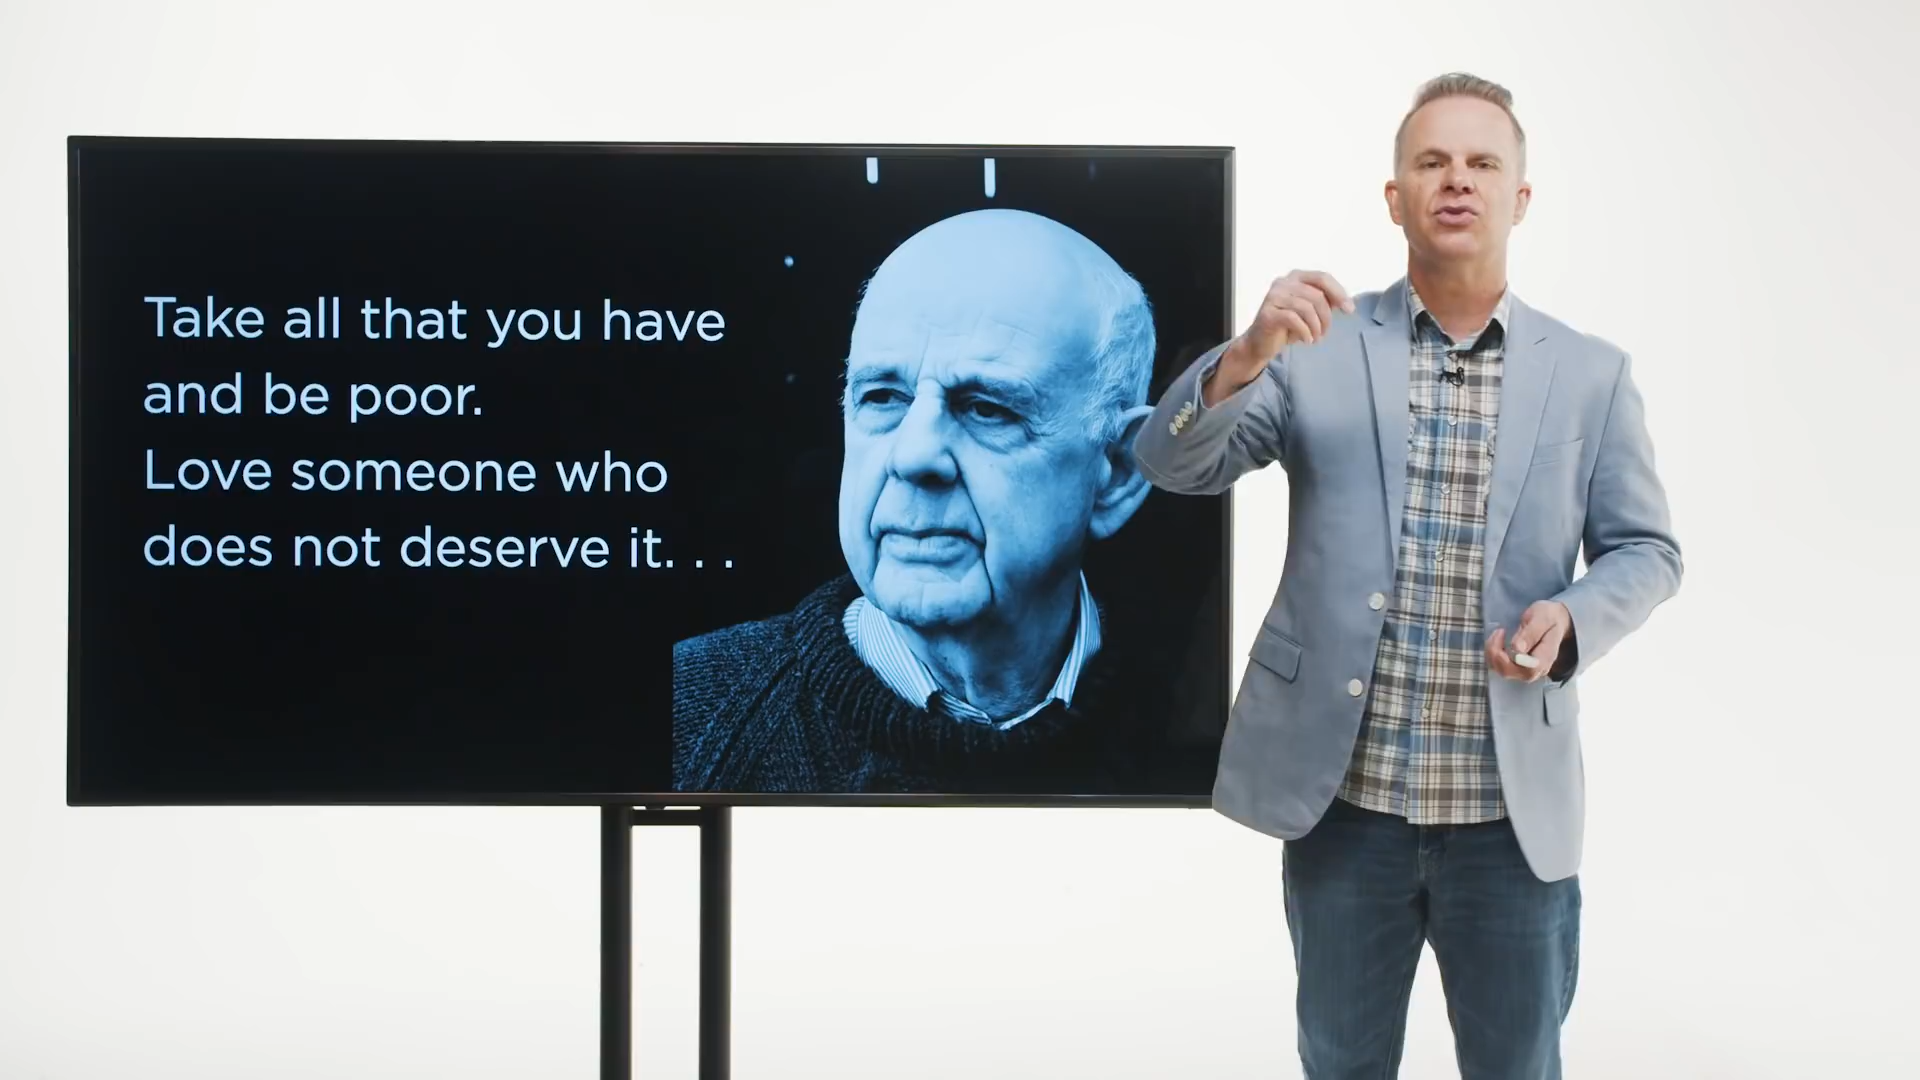 Take all that you have
and be poor.
Love someone who
does not deserve it. . .